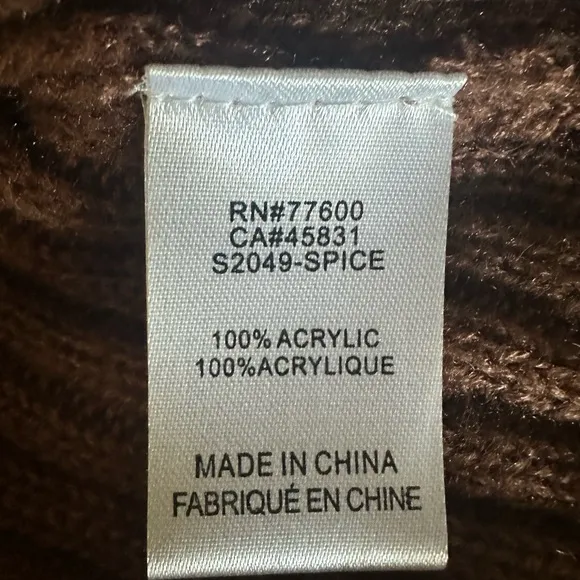 RN#77600
CA#45831
S2049-SPICE
100% ACRYLIC
100%ACRYLIQUE
MADE IN CHINA
FABRIQUÉ EN CHINE